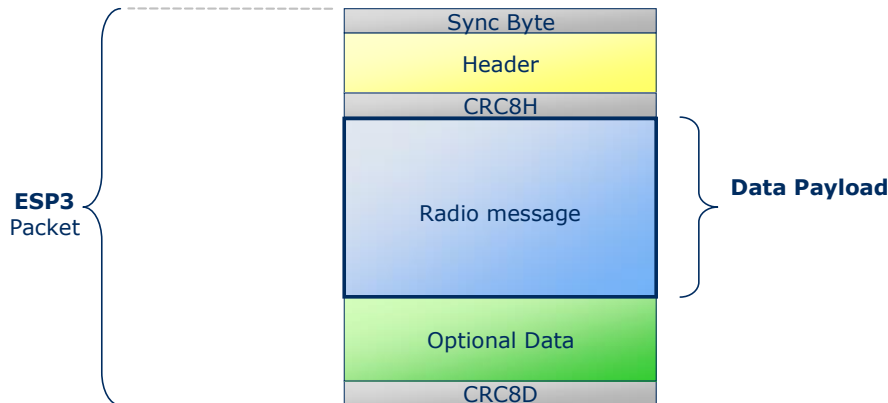 Sync Byte
Header
CRC8H
Radio message
Data Payload
ESP3
Packet
Optional Data
CRC8D